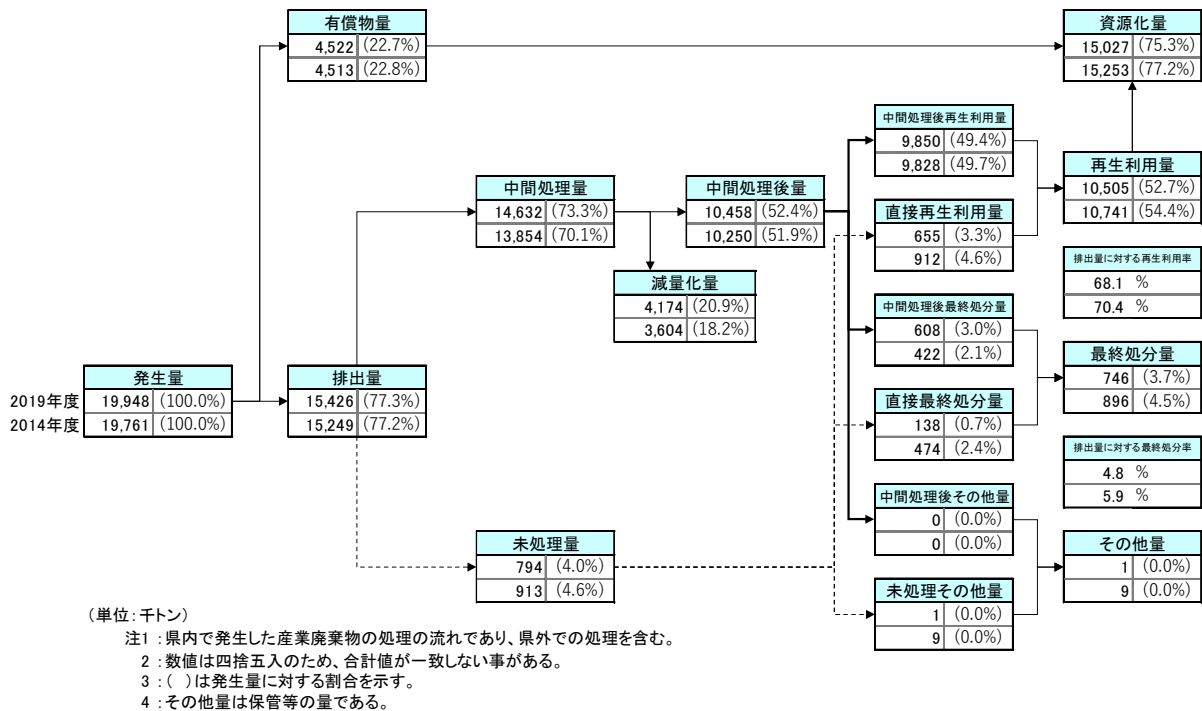 有償物量
4,522 (22.7%)
4,513 (22.8%)
資源化量
15,027 (75.3%)
15,253 (77.2%)
中間処理後再生利用量
9,850 (49.4%)
9,828 (49.7%)
再生利用量
10,505 (52.7%)
10,741 (54.4%)
中間処理量
14,632 (73.3%)
13,854 (70.1%)
中間処理後量
10,458 (52.4%)
10,250 (51.9%)
直接再生利用量
655 (3.3%)
912 (4.6%)
減量化量
4,174 (20.9%)
3,604 (18.2%)
排出量に対する再生利用率
68.1 %
70.4 %
中間処理後最終処分量
608 (3.0%)
422 (2.1%)
最終処分量
746 (3.7%)
896 (4.5%)
発生量
2019年度 19,948 (100.0%)
2014年度 19,761 (100.0%)
排出量
15,426 (77.3%)
15,249 (77.2%)
直接最終処分量
138 (0.7%)
474 (2.4%)
排出量に対する最終処分率
4.8 %
5.9 %
中間処理後その他量
0 (0.0%)
0 (0.0%)
未処理量
794 (4.0%)
913 (4.6%)
その他量
1 (0.0%)
9 (0.0%)
未処理その他量
1 (0.0%)
9 (0.0%)
(単位:千トン)
注1 :県内で発生した産業廃棄物の処理の流れであり、県外での処理を含む。
2 :数値は四捨五入のため、合計値が一致しない事がある。
3 :( )は発生量に対する割合を示す。
4 :その他量は保管等の量である。